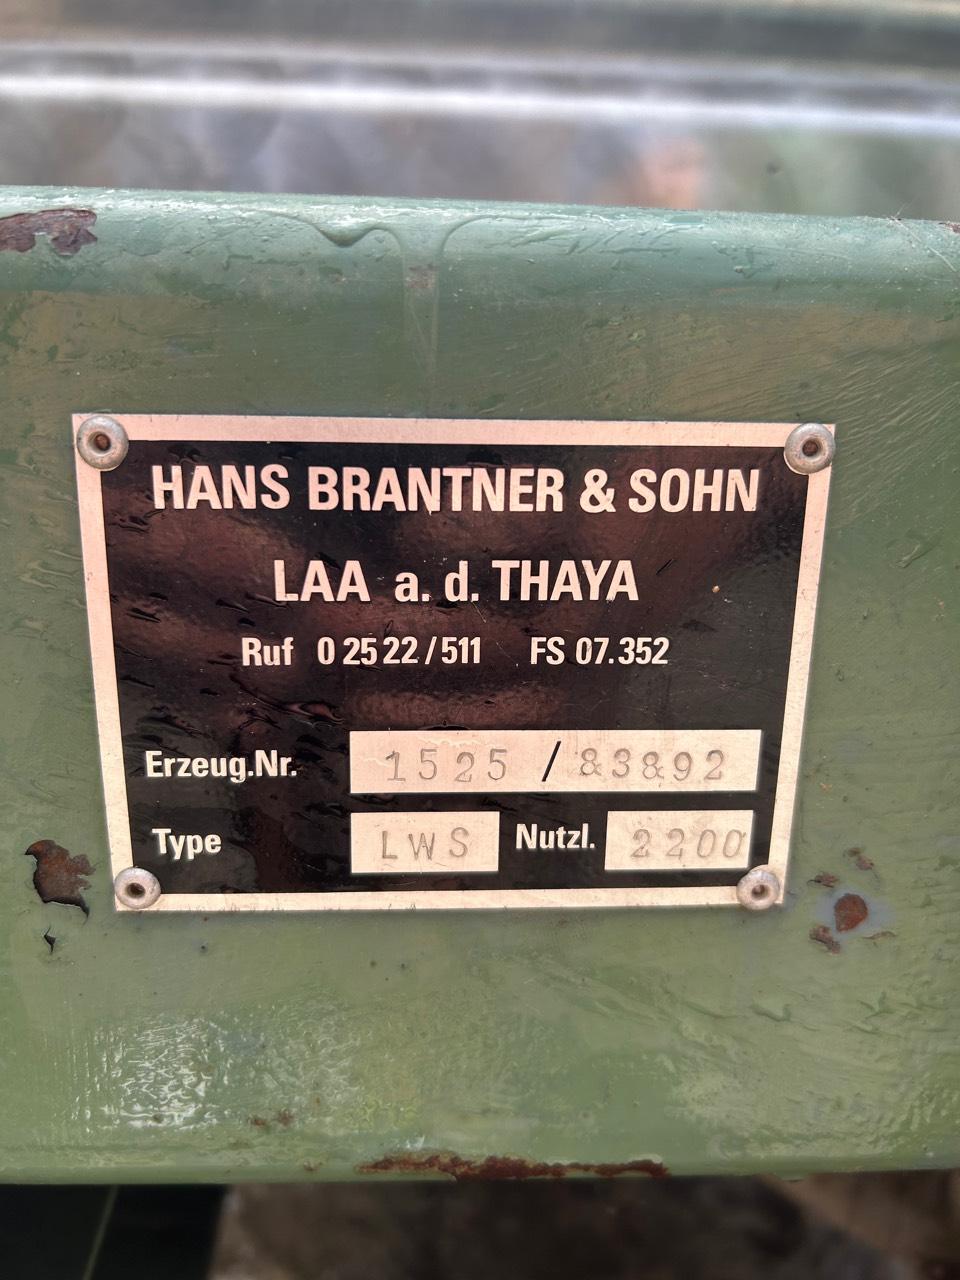 HANS BRANTNER & SOHN
LAA a. d. THAYA
Ruf 0 25 22 / 511 FS 07.352
Erzeug.Nr. 1525 / 83892
Type LWS Nutzl. 2200